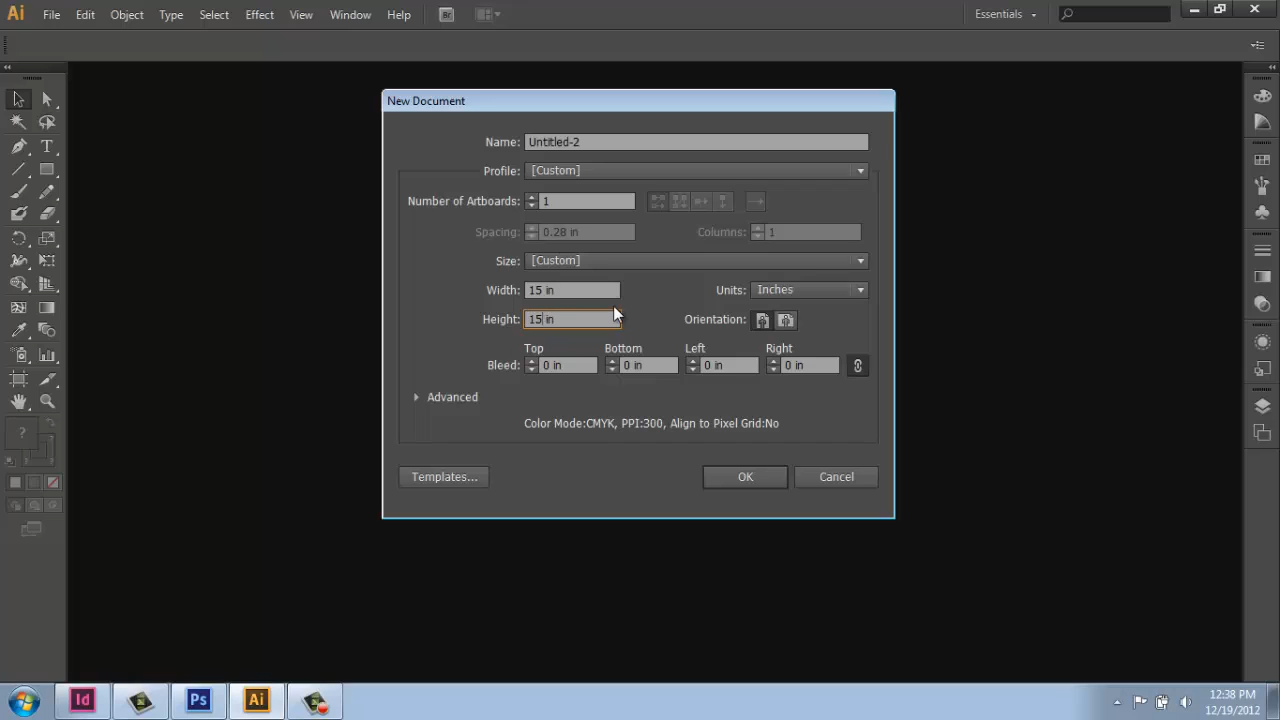 Ai File Edit Object Type Select Effect View Window Help Br Essentials
New Document
Name: Untitled-2
Profile: [Custom]
Number of Artboards: 1
Spacing: 0.28 in Columns: 1
Size: [Custom]
Width: 15 in Units: Inches
Height: 15 in Orientation:
Top Bottom Left Right
Bleed: 0 in 0 in 0 in 0 in
Advanced
Color Mode:CMYK, PPI:300, Align to Pixel Grid:No
Templates... OK Cancel
T
?
Id Ps Ai 12:38 PM
12/19/2012